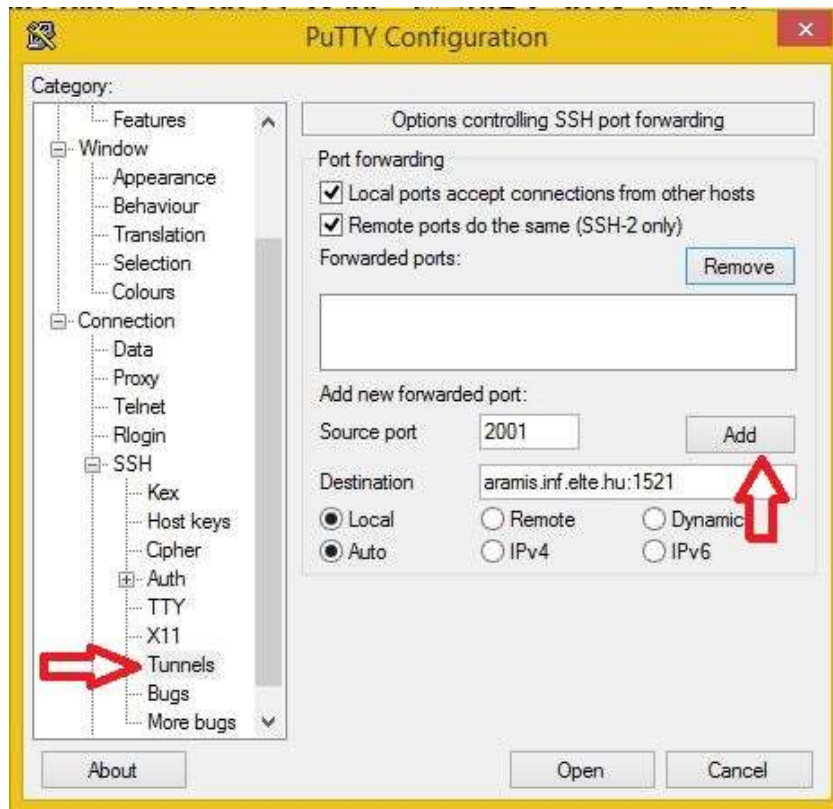 PuTTY Configuration
Category:
Features
Window
Appearance
Behaviour
Translation
Selection
Colours
Connection
Data
Proxy
Telnet
Rlogin
SSH
Kex
Host keys
Cipher
Auth
TTY
X11
Tunnels
Bugs
More bugs
Options controlling SSH port forwarding
Port forwarding
Local ports accept connections from other hosts
Remote ports do the same (SSH-2 only)
Forwarded ports:
Remove
Add new forwarded port:
Source port 2001 Add
Destination aramis.inf.elte.hu:1521
Local Remote Dynamic
Auto IPv4 IPv6
About Open Cancel